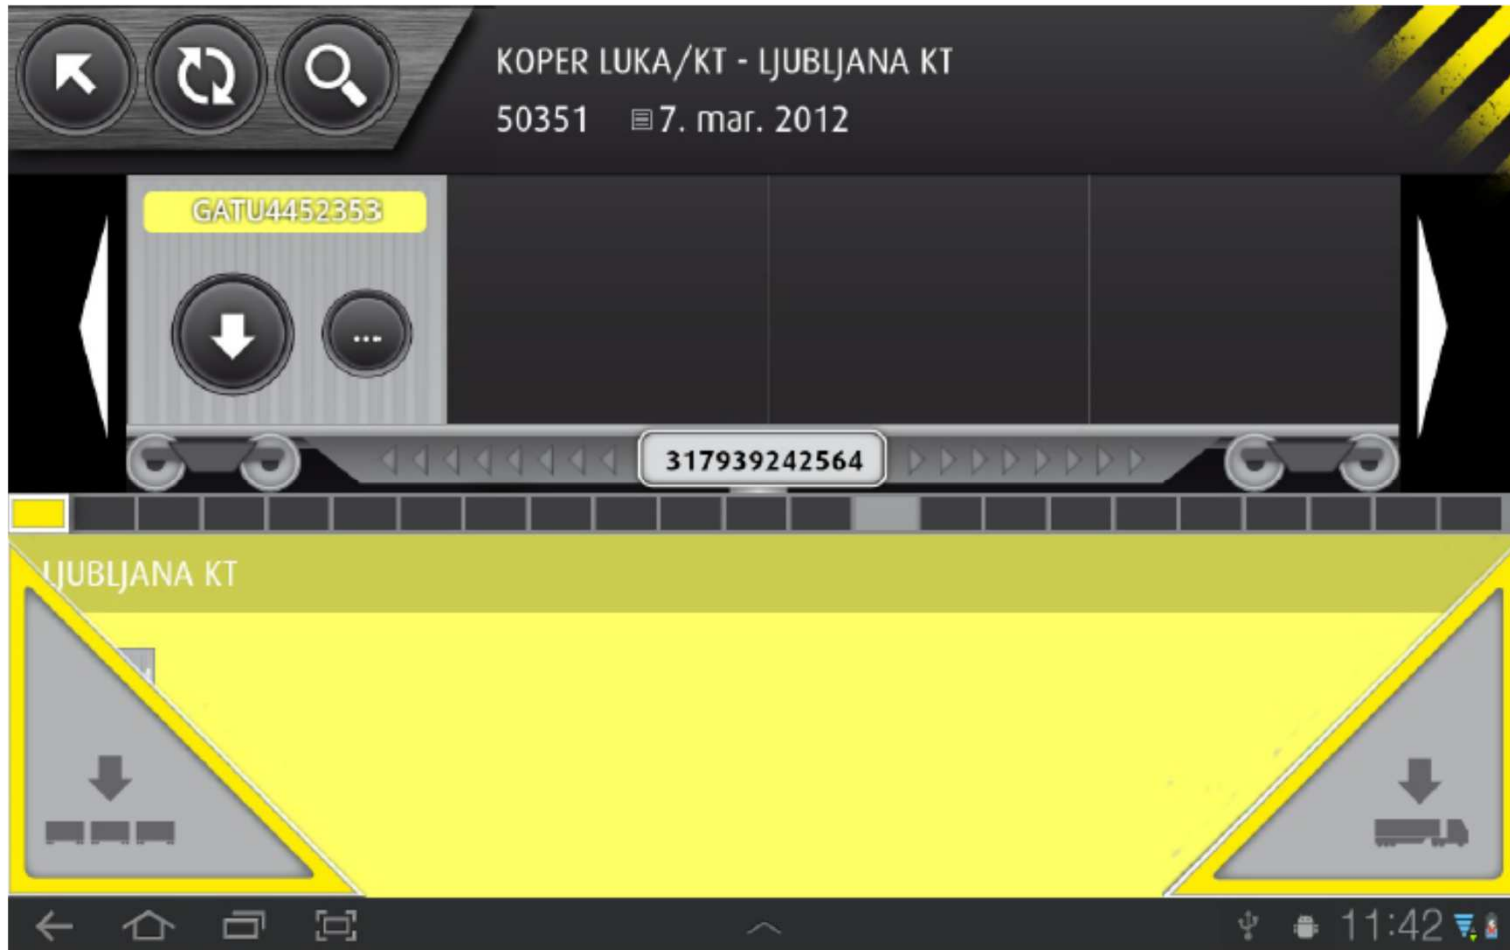 KOPER LUKA/KT - LJUBLJANA KT
50351 7. mar. 2012
GATU4452353
...
317939242564
LJUBLJANA KT
11:42